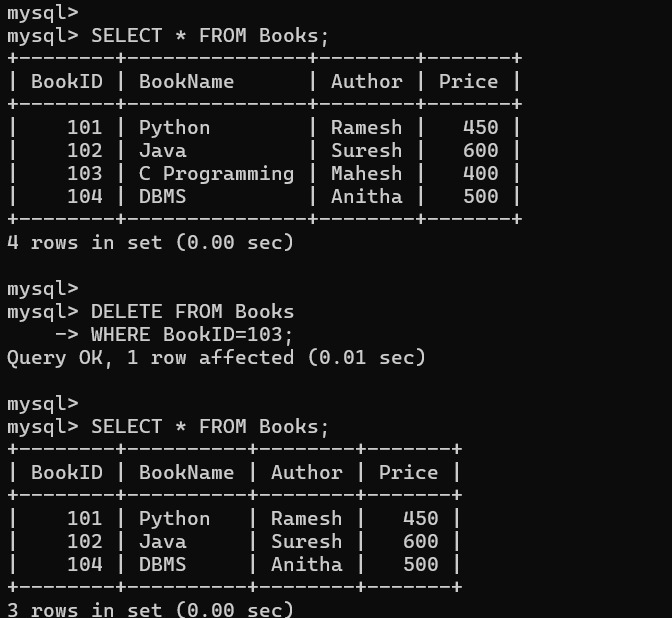 mysql>
mysql> SELECT * FROM Books;
+--------+---------------+--------+-------+
| BookID | BookName      | Author | Price |
+--------+---------------+--------+-------+
|    101 | Python        | Ramesh |   450 |
|    102 | Java          | Suresh |   600 |
|    103 | C Programming | Mahesh |   400 |
|    104 | DBMS          | Anitha |   500 |
+--------+---------------+--------+-------+
4 rows in set (0.00 sec)

mysql>
mysql> DELETE FROM Books
    -> WHERE BookID=103;
Query OK, 1 row affected (0.01 sec)

mysql>
mysql> SELECT * FROM Books;
+--------+----------+--------+-------+
| BookID | BookName | Author | Price |
+--------+----------+--------+-------+
|    101 | Python   | Ramesh |   450 |
|    102 | Java     | Suresh |   600 |
|    104 | DBMS     | Anitha |   500 |
+--------+----------+--------+-------+
3 rows in set (0.00 sec)